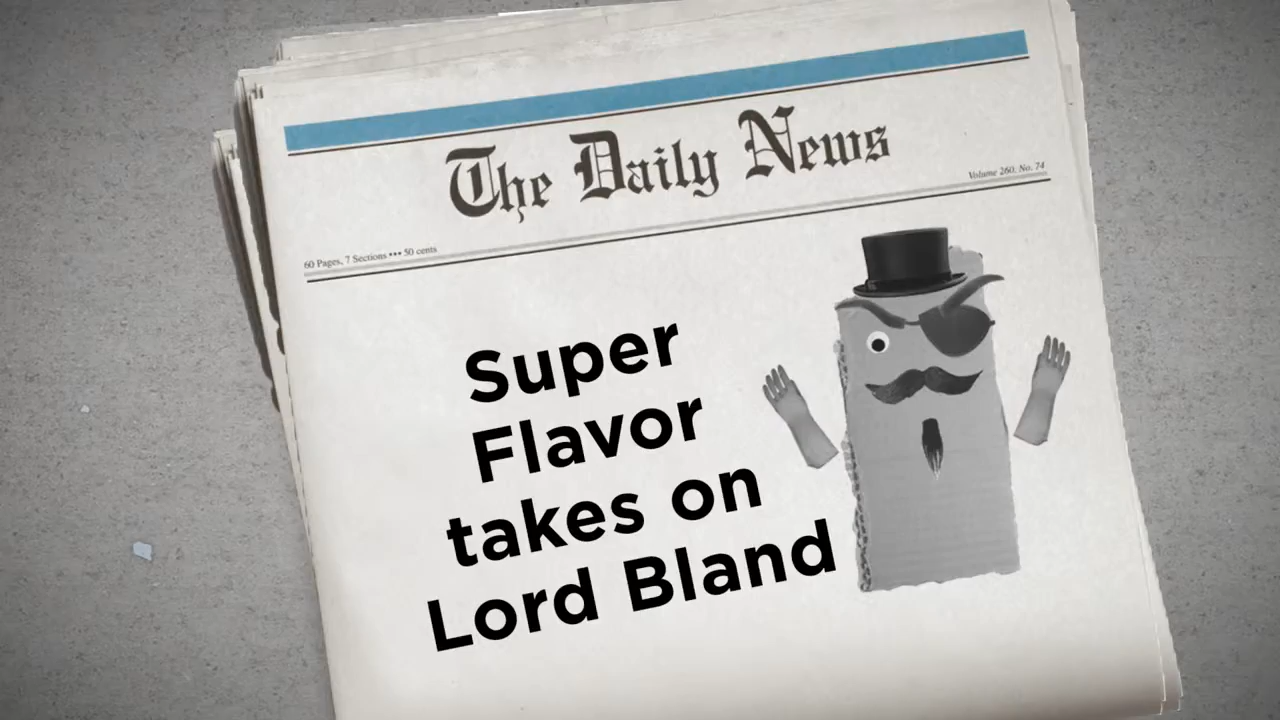 The Daily News
Volume 260, No. 74
60 Pages, 7 Sections ••• 50 cents
Super
Flavor
takes on
Lord Bland